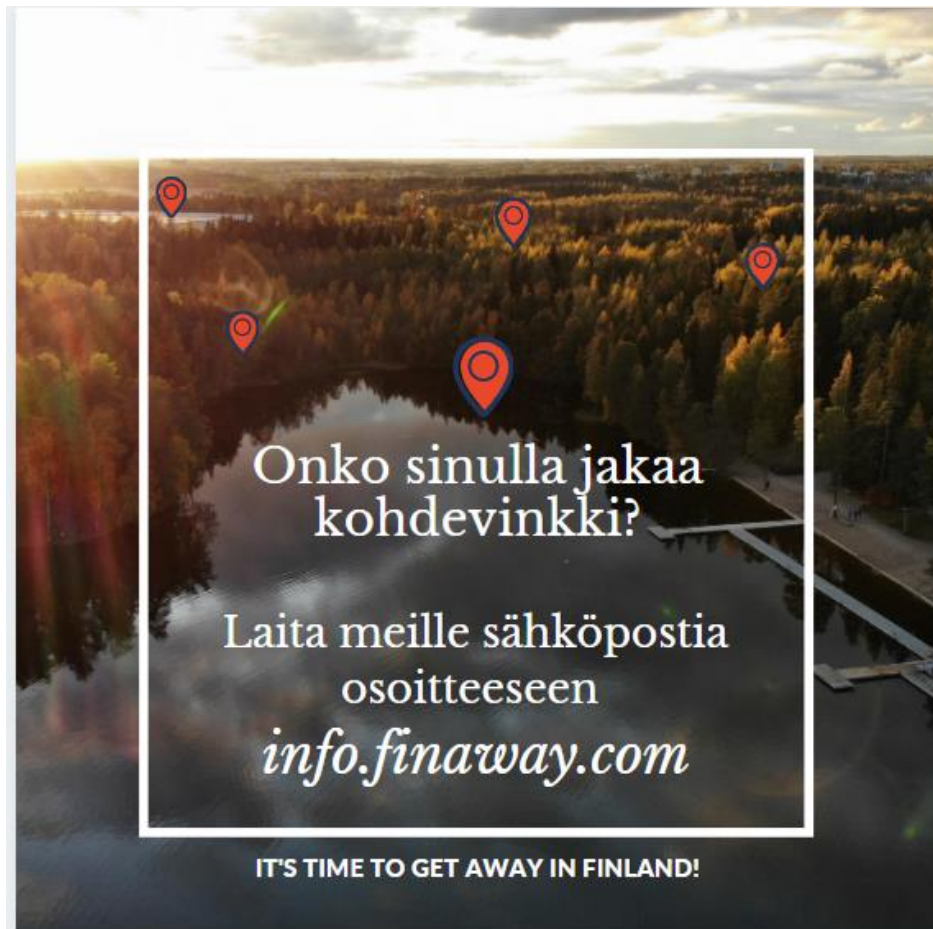 Onko sinulla jakaa
kohdevinkki?
Laita meille sähköpostia
osoitteeseen
info.finaway.com
IT'S TIME TO GET AWAY IN FINLAND!